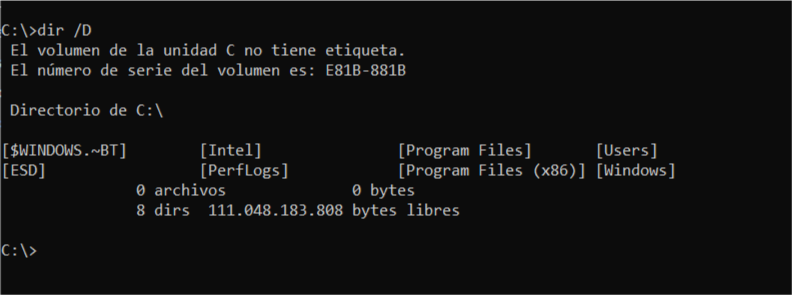 C:\>dir /D
El volumen de la unidad C no tiene etiqueta.
El número de serie del volumen es: E81B-881B
Directorio de C:\
[$WINDOWS.~BT] [Intel] [Program Files] [Users]
[ESD] [PerfLogs] [Program Files (x86)] [Windows]
0 archivos 0 bytes
8 dirs 111.048.183.808 bytes libres
C:\>